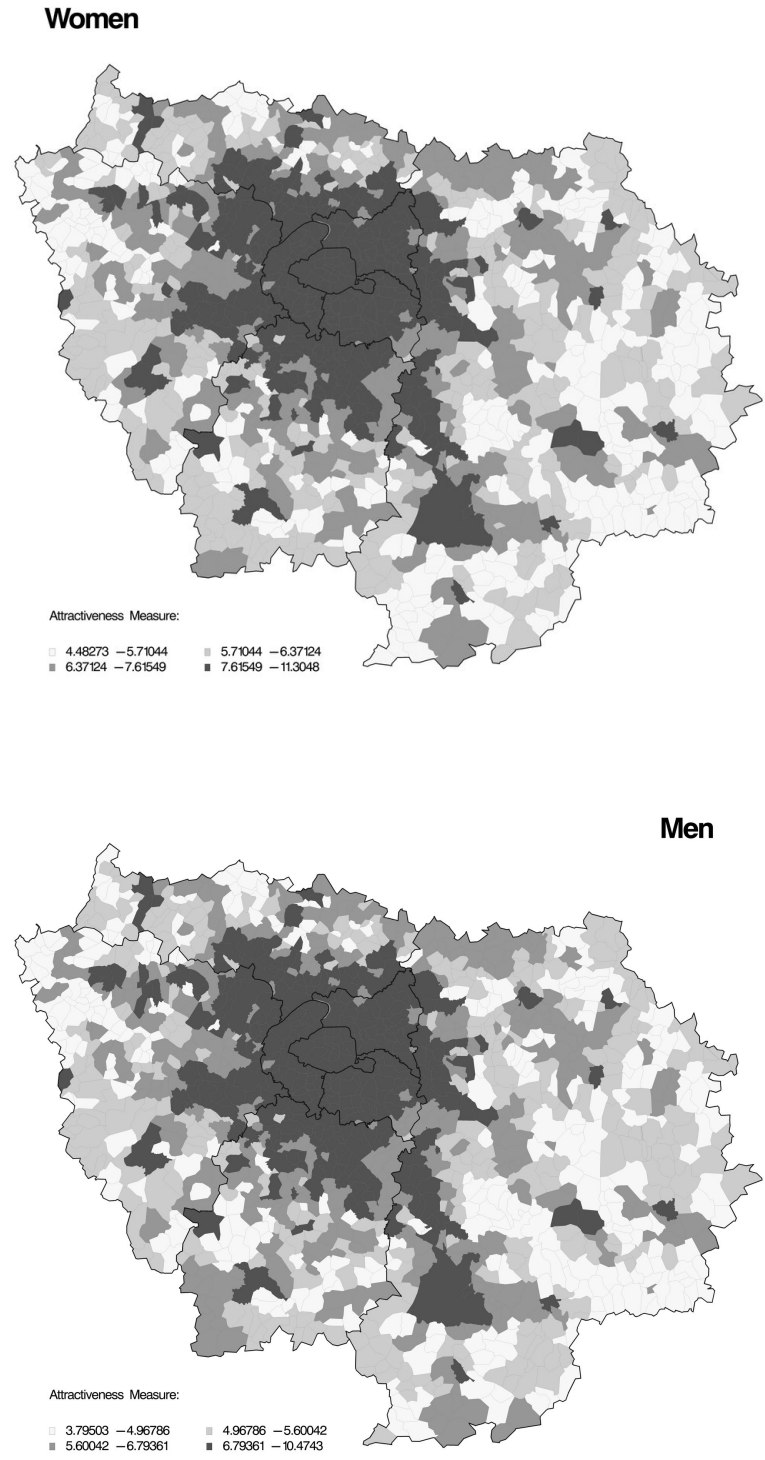 Women
Attractiveness Measure:
4.48273 – 5.71044 5.71044 – 6.37124
6.37124 – 7.61549 7.61549 – 11.3048
Men
Attractiveness Measure:
3.79503 – 4.96786 4.96786 – 5.60042
5.60042 – 6.79361 6.79361 – 10.4743